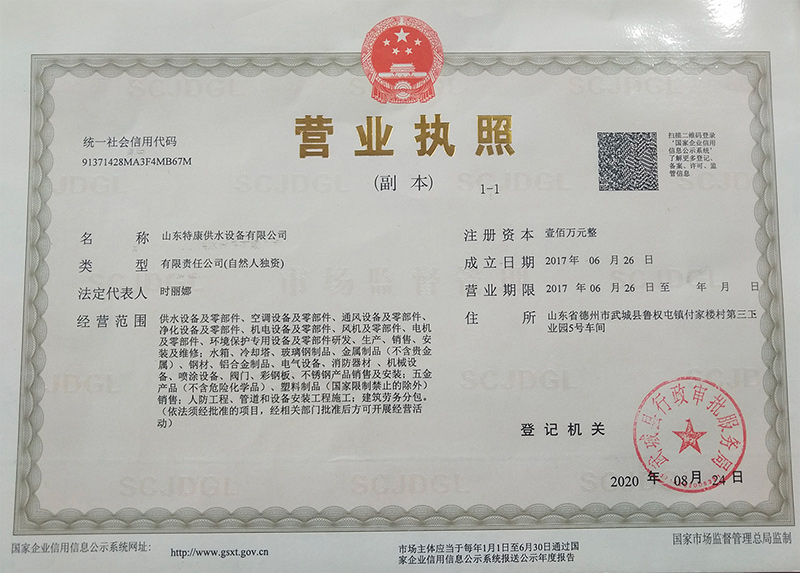 营业执照
(副 本) 1-1
统一社会信用代码
91371428MA3F4MB67M
扫描二维码登录
"国家企业信用
信息公示系统"
了解更多登记、
备案、许可、监
管信息
名 称 山东特康供水设备有限公司
类 型 有限责任公司(自然人独资)
法定代表人 时丽娜
经营范围 供水设备及零部件、空调设备及零部件、通风设备及零部件、
净化设备及零部件、机电设备及零部件、风机及零部件、电机
及零部件、环境保护专用设备及零部件研发、生产、销售、安
装及维修；水箱、冷却塔、玻璃钢制品、金属制品（不含贵金
属）、钢材、铝合金制品、电气设备、消防器材、机械设
备、喷涂设备、阀门、彩钢板、不锈钢产品销售及安装；五金
产品（不含危险化学品）、塑料制品（国家限制禁止的除外）
销售；人防工程、管道和设备安装工程施工；建筑劳务分包。
（依法须经批准的项目，经相关部门批准后方可开展经营活
动）
注册资本 壹佰万元整
成立日期 2017年 06月 26日
营业期限 2017年06月26日至 年 月 日
住 所 山东省德州市武城县鲁权屯镇付家楼村第三工
业园5号车间
登记机关
武城县行政审批服务局
2020 年 08月 24日
国家企业信用信息公示系统网址： http://www.gsxt.gov.cn
市场主体应当于每年1月1日至6月30日通过国
家企业信用信息公示系统报送公示年度报告
国家市场监督管理总局监制